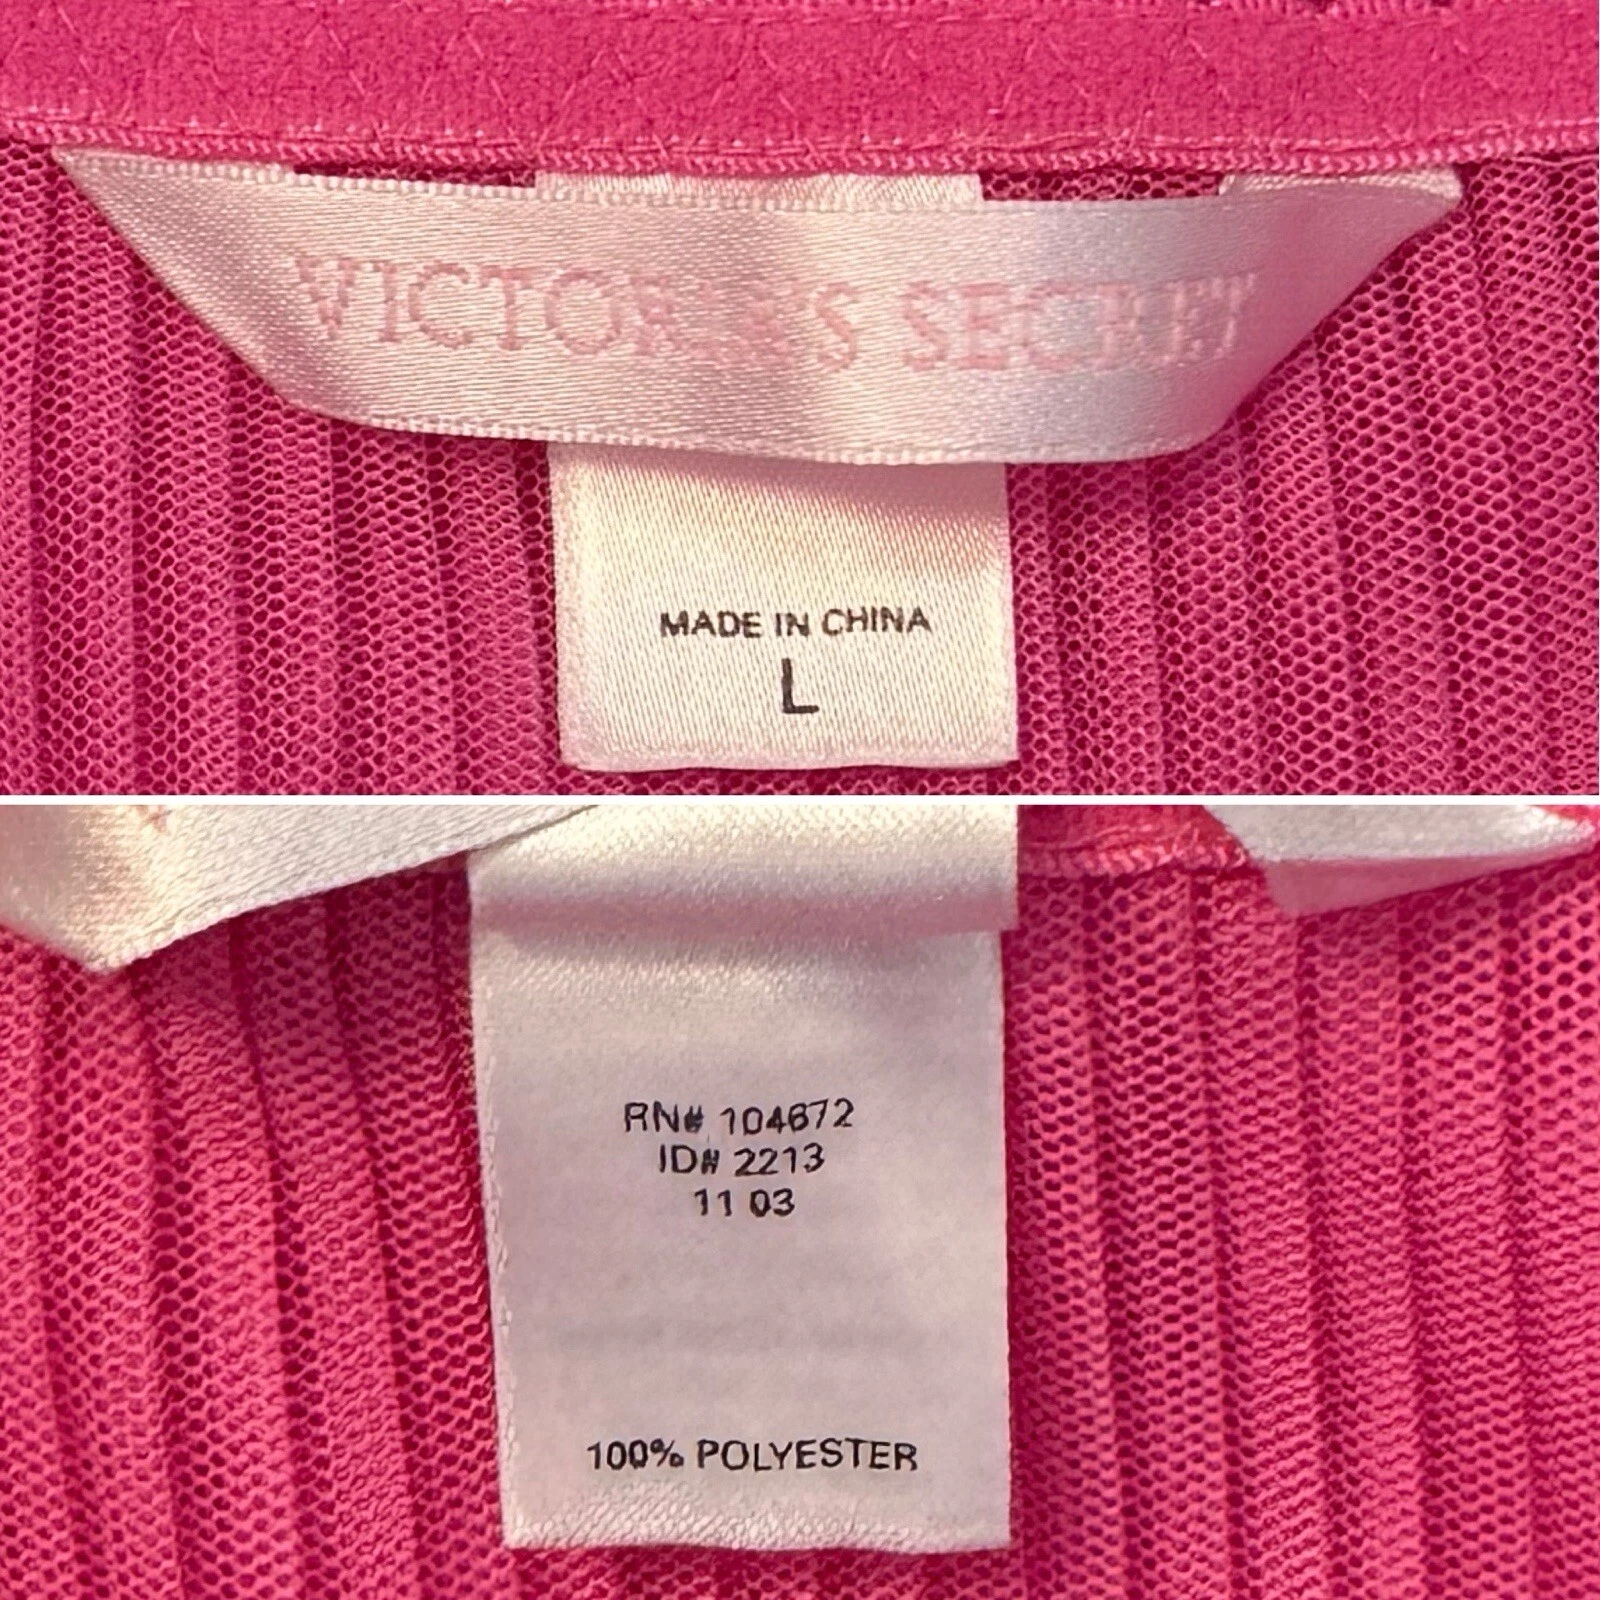 VICTORIA'S SECRET
MADE IN CHINA
L
RN# 104672
ID# 2213
11 03
100% POLYESTER